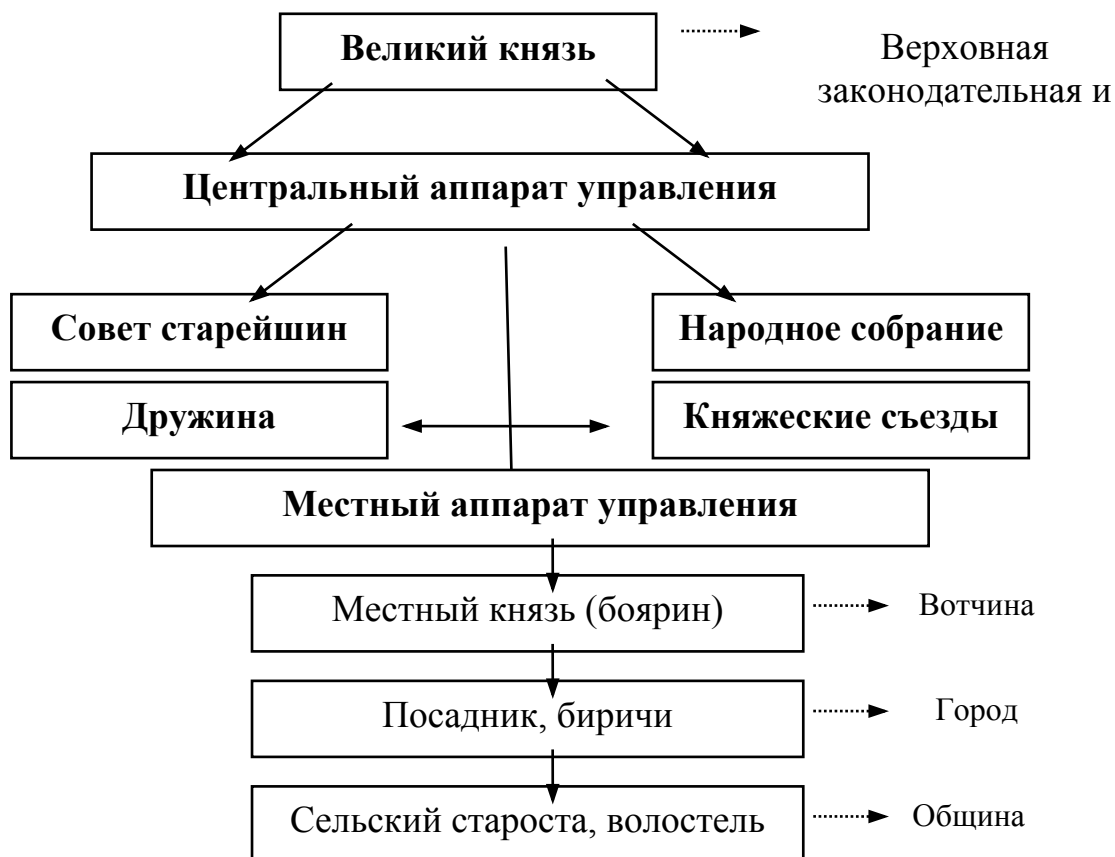 Великий князь
Верховная
законодательная и
Центральный аппарат управления
Совет старейшин
Народное собрание
Дружина
Княжеские съезды
Местный аппарат управления
Местный князь (боярин)
Вотчина
Посадник, биричи
Город
Сельский староста, волостель
Община